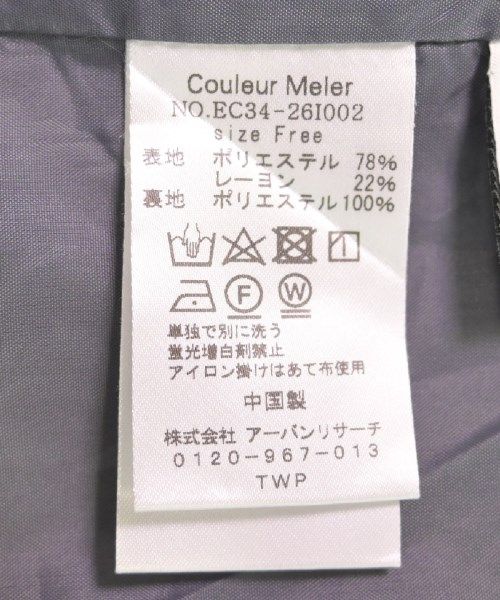 Couleur Meler
NO.EC34-26I002
size Free
表地 ポリエステル 78%
レーヨン 22%
裏地 ポリエステル 100%
F W
単独で別に洗う
蛍光増白剤禁止
アイロン掛けはあて布使用
中国製
株式会社 アーバンリサーチ
0120-967-013
TWP